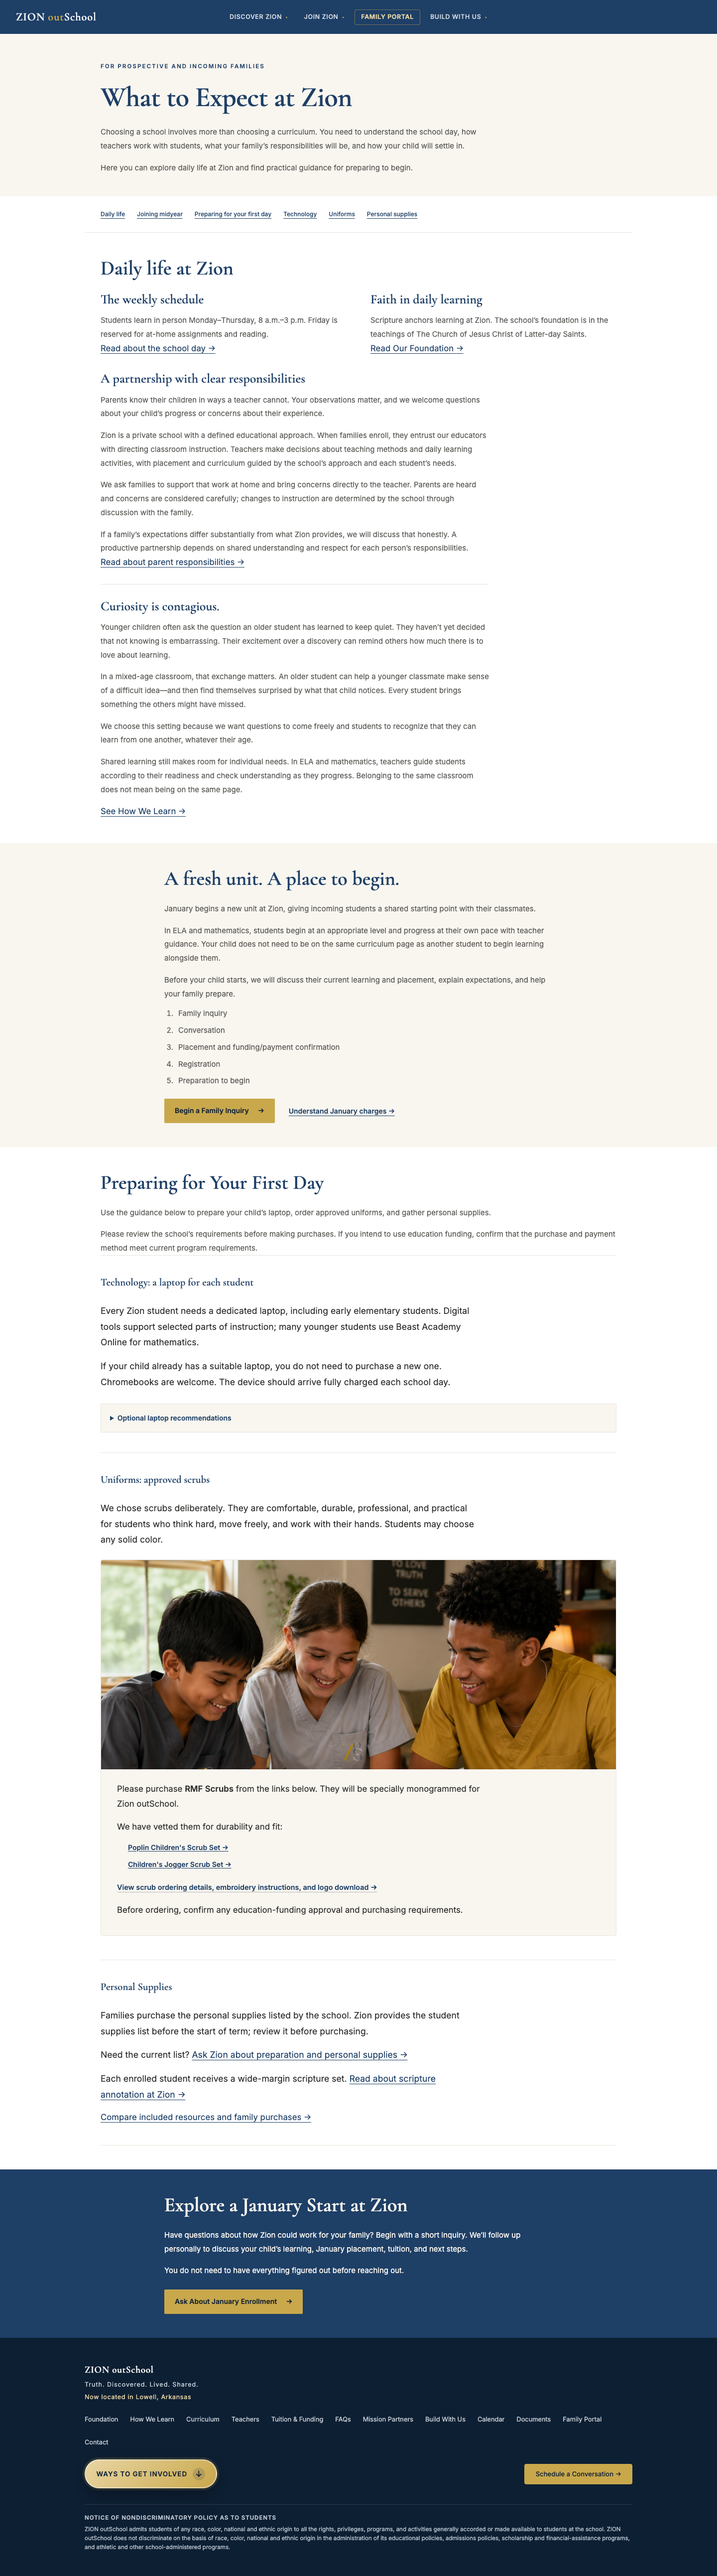 ZION outSchool
DISCOVER ZION
JOIN ZION
FAMILY PORTAL
BUILD WITH US
FOR PROSPECTIVE AND INCOMING FAMILIES
What to Expect at Zion
Choosing a school involves more than choosing a curriculum. You need to understand the school day, how
teachers work with students, what your family's responsibilities will be, and how your child will settle in.
Here you can explore daily life at Zion and find practical guidance for preparing to begin.
Daily life
Joining midyear
Preparing for your first day
Technology
Uniforms
Personal supplies
Daily life at Zion
The weekly schedule
Students learn in person Monday–Thursday, 8 a.m.–3 p.m. Friday is
reserved for at-home assignments and reading.
Read about the school day →
Faith in daily learning
Scripture anchors learning at Zion. The school's foundation is in the
teachings of The Church of Jesus Christ of Latter-day Saints.
Read Our Foundation →
A partnership with clear responsibilities
Parents know their children in ways a teacher cannot. Your observations matter, and we welcome questions
about your child's progress or concerns about their experience.
Zion is a private school with a defined educational approach. When families enroll, they entrust our educators
with directing classroom instruction. Teachers make decisions about teaching methods and daily learning
activities, with placement and curriculum guided by the school's approach and each student's needs.
We ask families to support that work at home and bring concerns directly to the teacher. Parents are heard
and concerns are considered carefully; changes to instruction are determined by the school through
discussion with the family.
If a family's expectations differ substantially from what Zion provides, we will discuss that honestly. A
productive partnership depends on shared understanding and respect for each person's responsibilities.
Read about parent responsibilities →
Curiosity is contagious.
Younger children often ask the question an older student has learned to keep quiet. They haven't yet decided
that not knowing is embarrassing. Their excitement over a discovery can remind others how much there is to
love about learning.
In a mixed-age classroom, that exchange matters. An older student can help a younger classmate make sense
of a difficult idea—and then find themselves surprised by what that child notices. Every student brings
something the others might have missed.
We choose this setting because we want questions to come freely and students to recognize that they can
learn from one another, whatever their age.
Shared learning still makes room for individual needs. In ELA and mathematics, teachers guide students
according to their readiness and check understanding as they progress. Belonging to the same classroom
does not mean being on the same page.
See How We Learn →
A fresh unit. A place to begin.
January begins a new unit at Zion, giving incoming students a shared starting point with their classmates.
In ELA and mathematics, students begin at an appropriate level and progress at their own pace with teacher
guidance. Your child does not need to be on the same curriculum page as another student to begin learning
alongside them.
Before your child starts, we will discuss their current learning and placement, explain expectations, and help
your family prepare.
1. Family inquiry
2. Conversation
3. Placement and funding/payment confirmation
4. Registration
5. Preparation to begin
Begin a Family Inquiry →
Understand January charges →
Preparing for Your First Day
Use the guidance below to prepare your child's laptop, order approved uniforms, and gather personal supplies.
Please review the school's requirements before making purchases. If you intend to use education funding, confirm that the purchase and payment
method meet current program requirements.
Technology: a laptop for each student
Every Zion student needs a dedicated laptop, including early elementary students. Digital
tools support selected parts of instruction; many younger students use Beast Academy
Online for mathematics.
If your child already has a suitable laptop, you do not need to purchase a new one.
Chromebooks are welcome. The device should arrive fully charged each school day.
▶ Optional laptop recommendations
Uniforms: approved scrubs
We chose scrubs deliberately. They are comfortable, durable, professional, and practical
for students who think hard, move freely, and work with their hands. Students may choose
any solid color.
TO LOVE
TRUTH
TO SERVE
OTHERS
Please purchase RMF Scrubs from the links below. They will be specially monogrammed for
Zion outSchool.
We have vetted them for durability and fit:
Poplin Children's Scrub Set →
Children's Jogger Scrub Set →
View scrub ordering details, embroidery instructions, and logo download →
Before ordering, confirm any education-funding approval and purchasing requirements.
Personal Supplies
Families purchase the personal supplies listed by the school. Zion provides the student
supplies list before the start of term; review it before purchasing.
Need the current list? Ask Zion about preparation and personal supplies →
Each enrolled student receives a wide-margin scripture set. Read about scripture
annotation at Zion →
Compare included resources and family purchases →
Explore a January Start at Zion
Have questions about how Zion could work for your family? Begin with a short inquiry. We'll follow up
personally to discuss your child's learning, January placement, tuition, and next steps.
You do not need to have everything figured out before reaching out.
Ask About January Enrollment →
ZION outSchool
Truth. Discovered. Lived. Shared.
Now located in Lowell, Arkansas
Foundation
How We Learn
Curriculum
Teachers
Tuition & Funding
FAQs
Mission Partners
Build With Us
Calendar
Documents
Family Portal
Contact
WAYS TO GET INVOLVED ↓
Schedule a Conversation →
NOTICE OF NONDISCRIMINATORY POLICY AS TO STUDENTS
ZION outSchool admits students of any race, color, national and ethnic origin to all the rights, privileges, programs, and activities generally accorded or made available to students at the school. ZION
outSchool does not discriminate on the basis of race, color, national and ethnic origin in the administration of its educational policies, admissions policies, scholarship and financial-assistance programs,
and athletic and other school-administered programs.